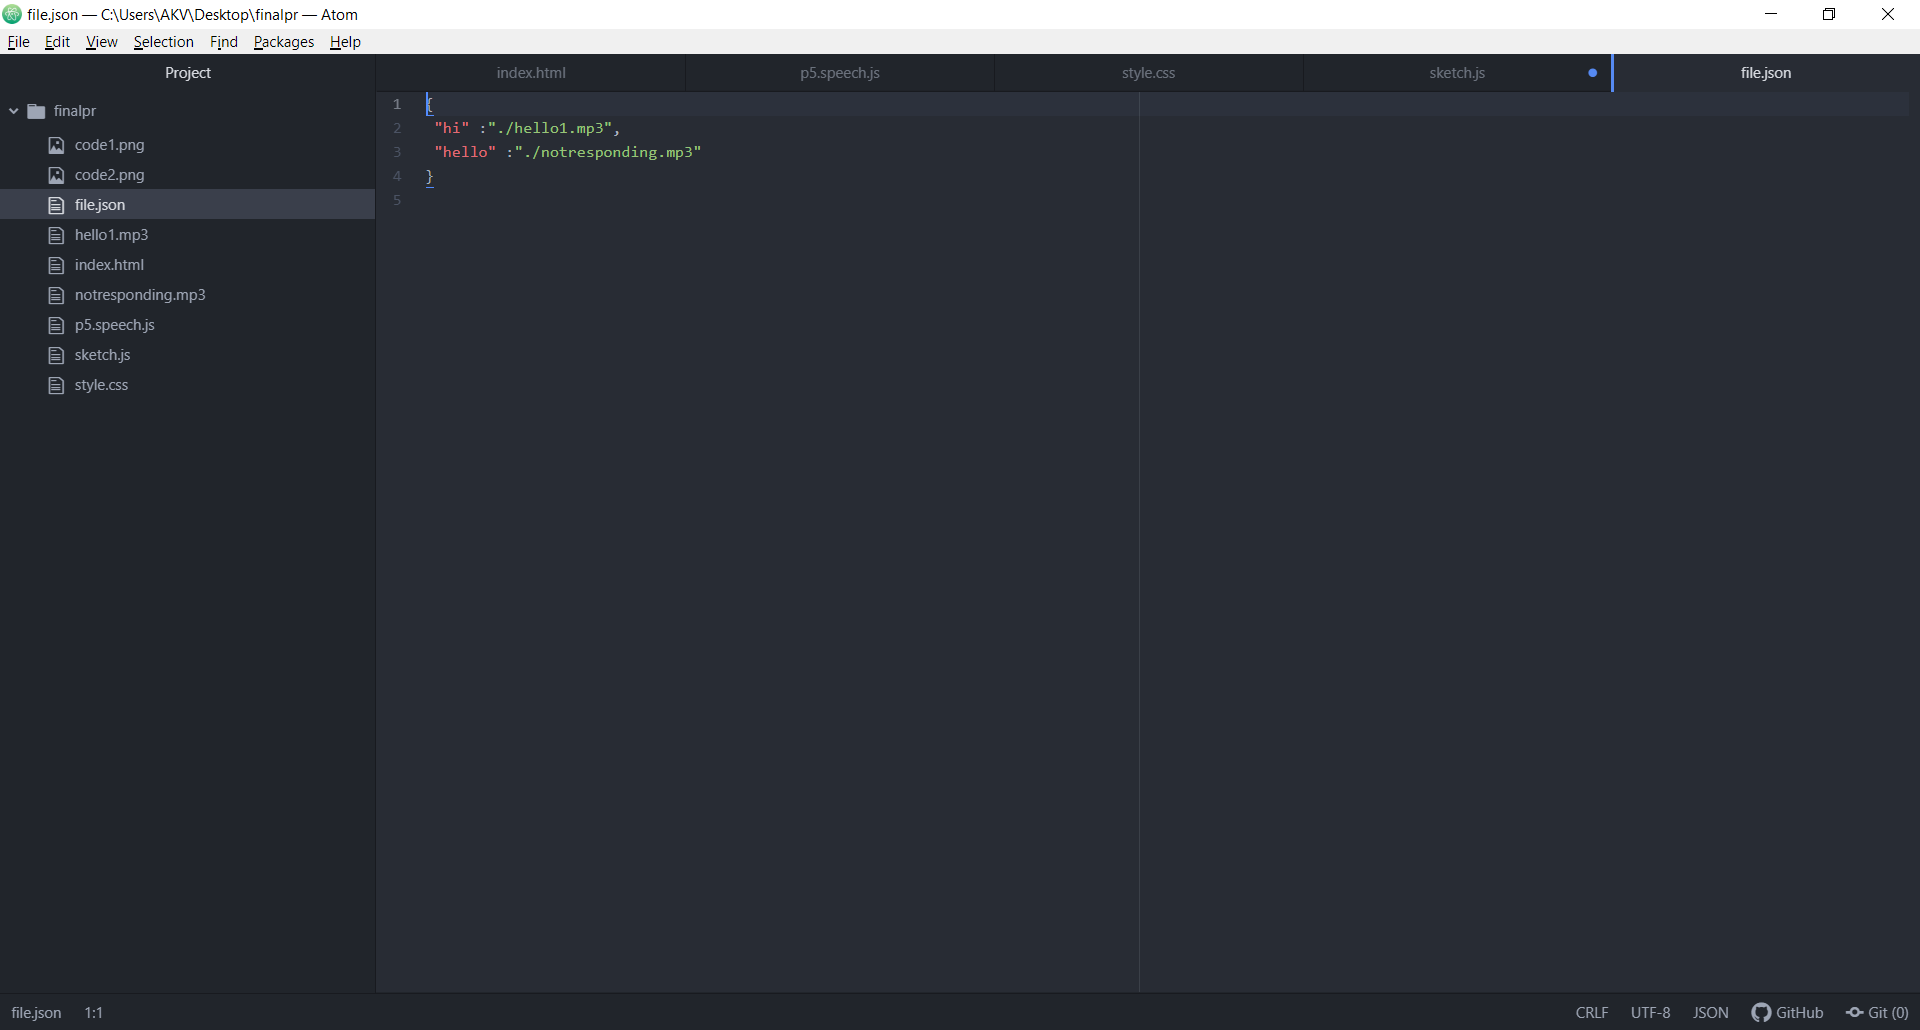 file.json — C:\Users\AKV\Desktop\finalpr — Atom
File Edit View Selection Find Packages Help
Project
index.html
p5.speech.js
style.css
sketch.js
file.json
finalpr
code1.png
code2.png
file.json
hello1.mp3
index.html
notresponding.mp3
p5.speech.js
sketch.js
style.css
1 {
2 "hi" :"./hello1.mp3",
3 "hello" :"./notresponding.mp3"
4 }
5
file.json 1:1
CRLF UTF-8 JSON GitHub Git (0)